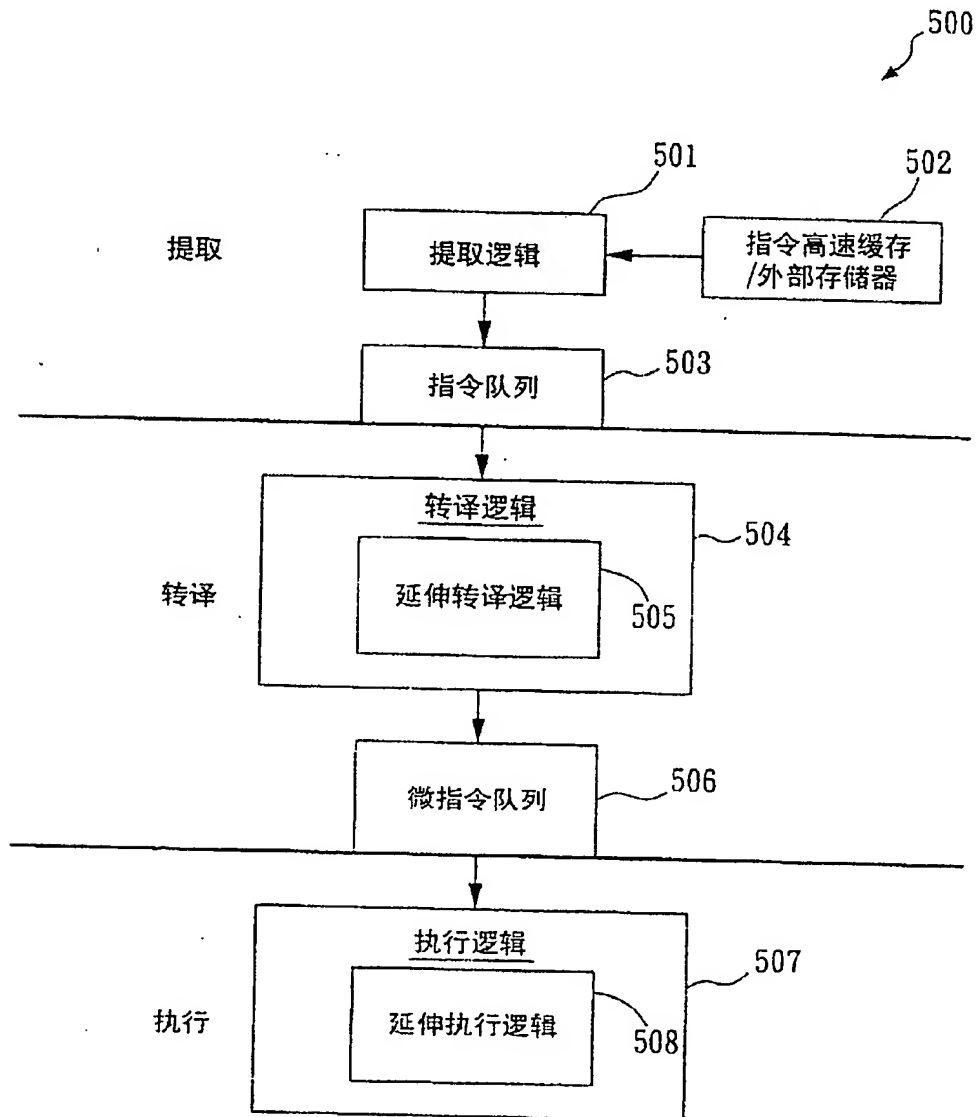 500
501
502
提取
提取逻辑
指令高速缓存
/外部存储器
503
指令队列
转译逻辑
504
转译
延伸转译逻辑
505
微指令队列
506
执行逻辑
507
执行
延伸执行逻辑
508